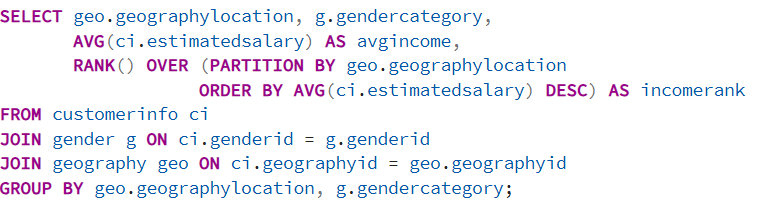 SELECT geo.geographylocation, g.gendercategory,
AVG(ci.estimatedsalary) AS avgincome,
RANK() OVER (PARTITION BY geo.geographylocation
ORDER BY AVG(ci.estimatedsalary) DESC) AS incomerank
FROM customerinfo ci
JOIN gender g ON ci.genderid = g.genderid
JOIN geography geo ON ci.geographyid = geo.geographyid
GROUP BY geo.geographylocation, g.gendercategory;